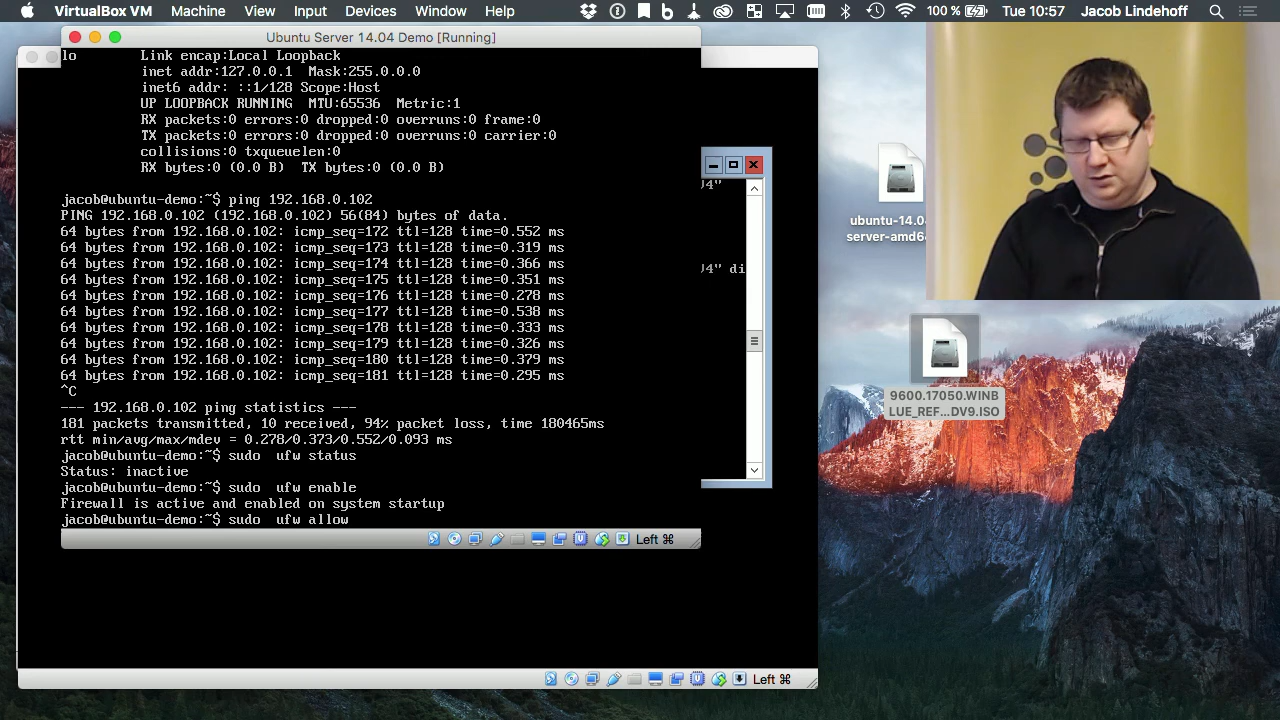 VirtualBox VM Machine View Input Devices Window Help 100 % Tue 10:57 Jacob Lindehoff
Ubuntu Server 14.04 Demo [Running]
lo Link encap:Local Loopback
inet addr:127.0.0.1 Mask:255.0.0.0
inet6 addr: ::1/128 Scope:Host
UP LOOPBACK RUNNING MTU:65536 Metric:1
RX packets:0 errors:0 dropped:0 overruns:0 frame:0
TX packets:0 errors:0 dropped:0 overruns:0 carrier:0
collisions:0 txqueuelen:0
RX bytes:0 (0.0 B) TX bytes:0 (0.0 B)
jacob@ubuntu-demo:~$ ping 192.168.0.102
PING 192.168.0.102 (192.168.0.102) 56(84) bytes of data.
64 bytes from 192.168.0.102: icmp_seq=172 ttl=128 time=0.552 ms
64 bytes from 192.168.0.102: icmp_seq=173 ttl=128 time=0.319 ms
64 bytes from 192.168.0.102: icmp_seq=174 ttl=128 time=0.366 ms
64 bytes from 192.168.0.102: icmp_seq=175 ttl=128 time=0.351 ms
64 bytes from 192.168.0.102: icmp_seq=176 ttl=128 time=0.278 ms
64 bytes from 192.168.0.102: icmp_seq=177 ttl=128 time=0.538 ms
64 bytes from 192.168.0.102: icmp_seq=178 ttl=128 time=0.333 ms
64 bytes from 192.168.0.102: icmp_seq=179 ttl=128 time=0.326 ms
64 bytes from 192.168.0.102: icmp_seq=180 ttl=128 time=0.379 ms
64 bytes from 192.168.0.102: icmp_seq=181 ttl=128 time=0.295 ms
^C
--- 192.168.0.102 ping statistics ---
181 packets transmitted, 10 received, 94% packet loss, time 180465ms
rtt min/avg/max/mdev = 0.278/0.373/0.552/0.093 ms
jacob@ubuntu-demo:~$ sudo ufw status
Status: inactive
jacob@ubuntu-demo:~$ sudo ufw enable
Firewall is active and enabled on system startup
jacob@ubuntu-demo:~$ sudo ufw allow
Left ⌘
4"
4" di
Left ⌘
ubuntu-14.0
server-amd6
9600.17050.WINB
LUE_REF...DV9.ISO